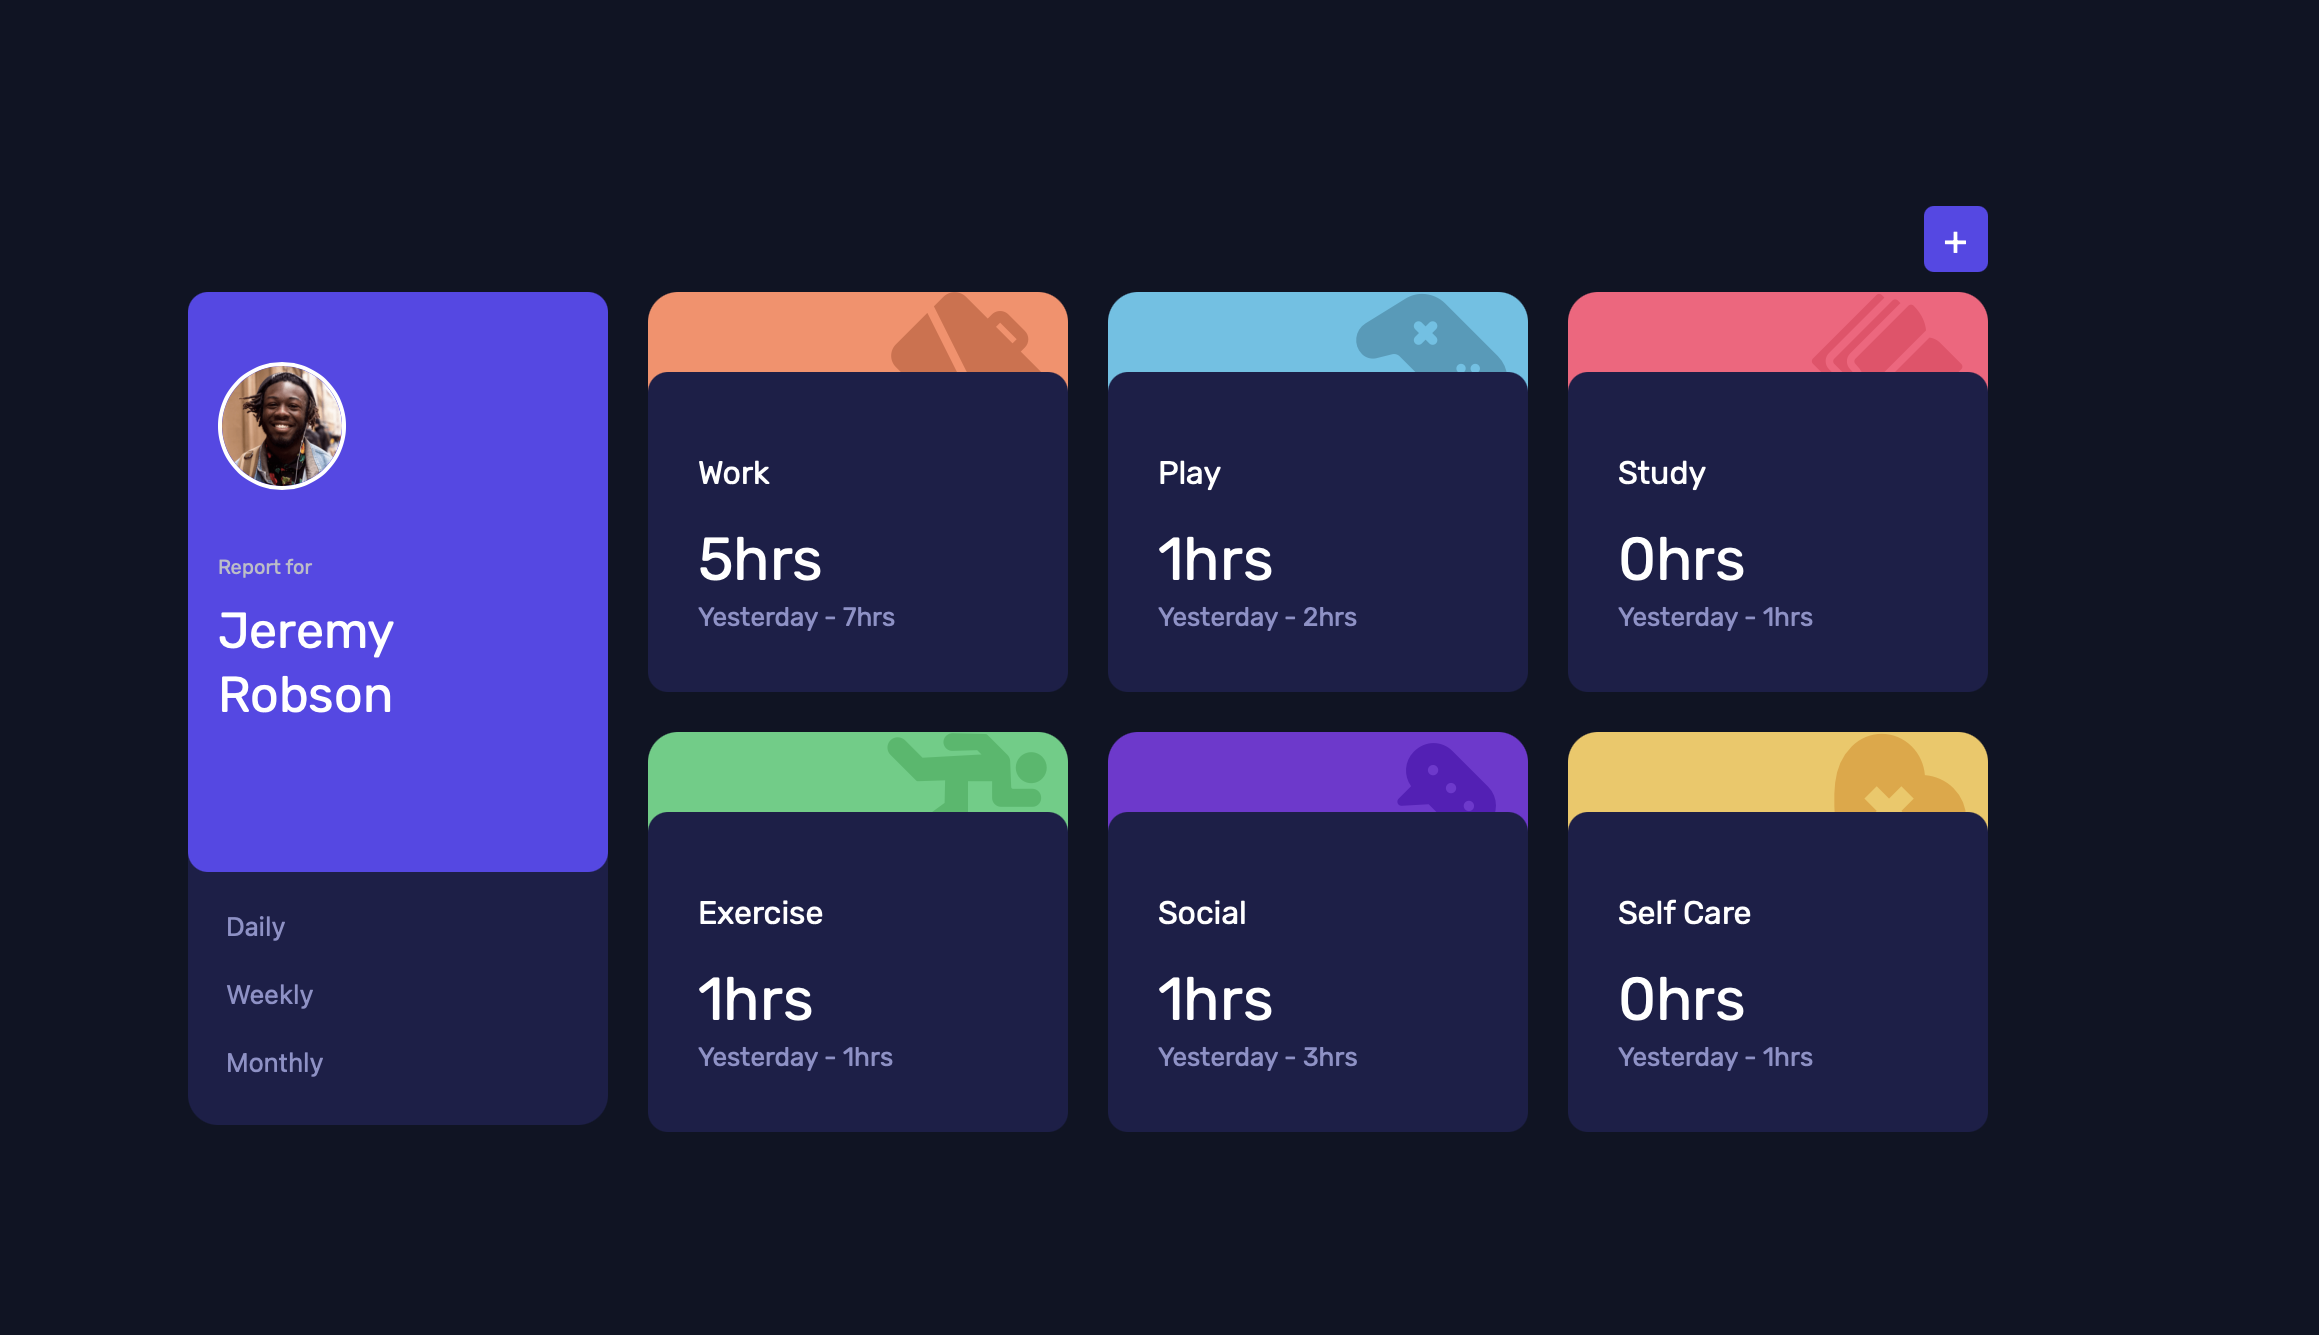 +
Report for
Jeremy
Robson
Daily
Weekly
Monthly
Work
5hrs
Yesterday - 7hrs
Play
1hrs
Yesterday - 2hrs
Study
0hrs
Yesterday - 1hrs
Exercise
1hrs
Yesterday - 1hrs
Social
1hrs
Yesterday - 3hrs
Self Care
0hrs
Yesterday - 1hrs